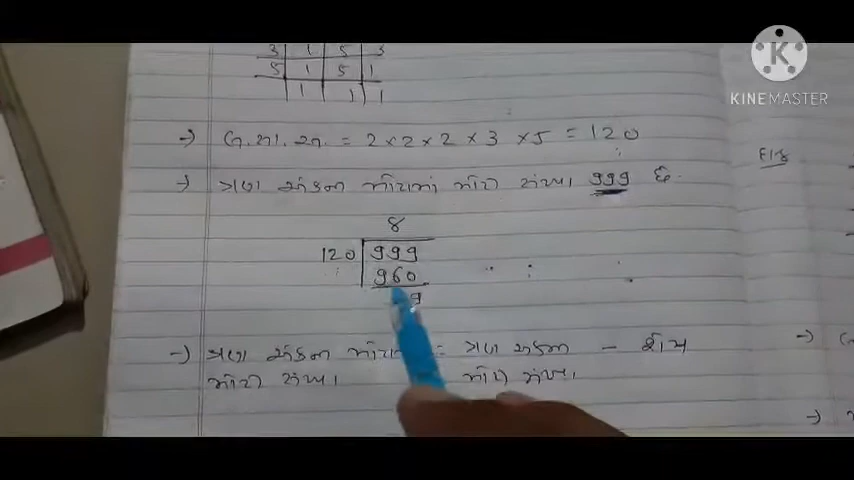 3 1 5 3
5 1 5 1
1 1 1
→) લ.સા.અ. = 2 × 2 × 2 × 3 × 5 = 120
→) ત્રણ અંકની મોટામાં મોટી સંખ્યા 999 છે.
8
120 999
960
9
→) ત્રણ અંકની = ત્રણ અંકની - શેષ
મોટી સંખ્યા મોટી સંખ્યા
K
KINEMASTER